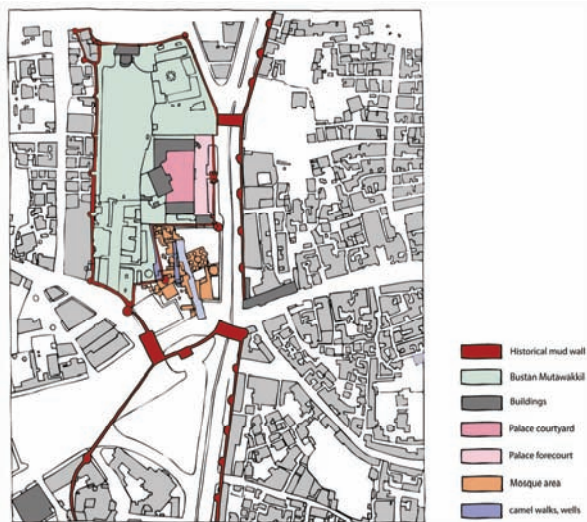 Historical mud wall
Bustan Mutawakkil
Buildings
Palace courtyard
Palace forecourt
Mosque area
camel walks, wells